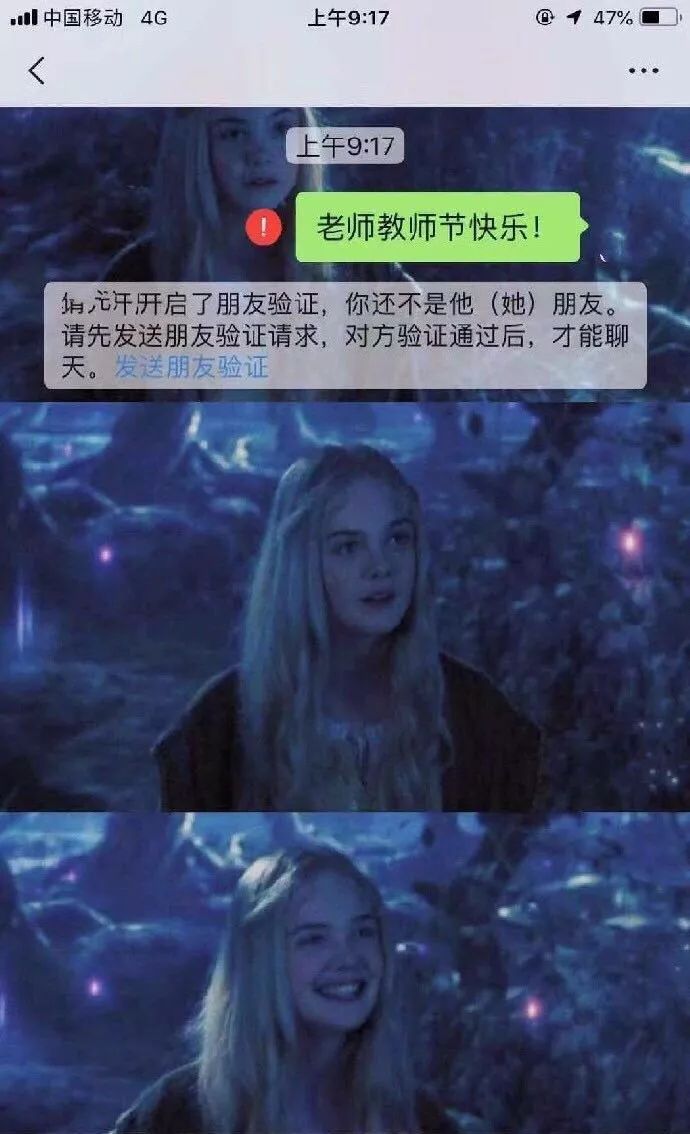 中国移动 4G 上午9:17 47%
上午9:17
老师教师节快乐！
开启了朋友验证，你还不是他（她）朋友。
请先发送朋友验证请求，对方验证通过后，才能聊
天。发送朋友验证